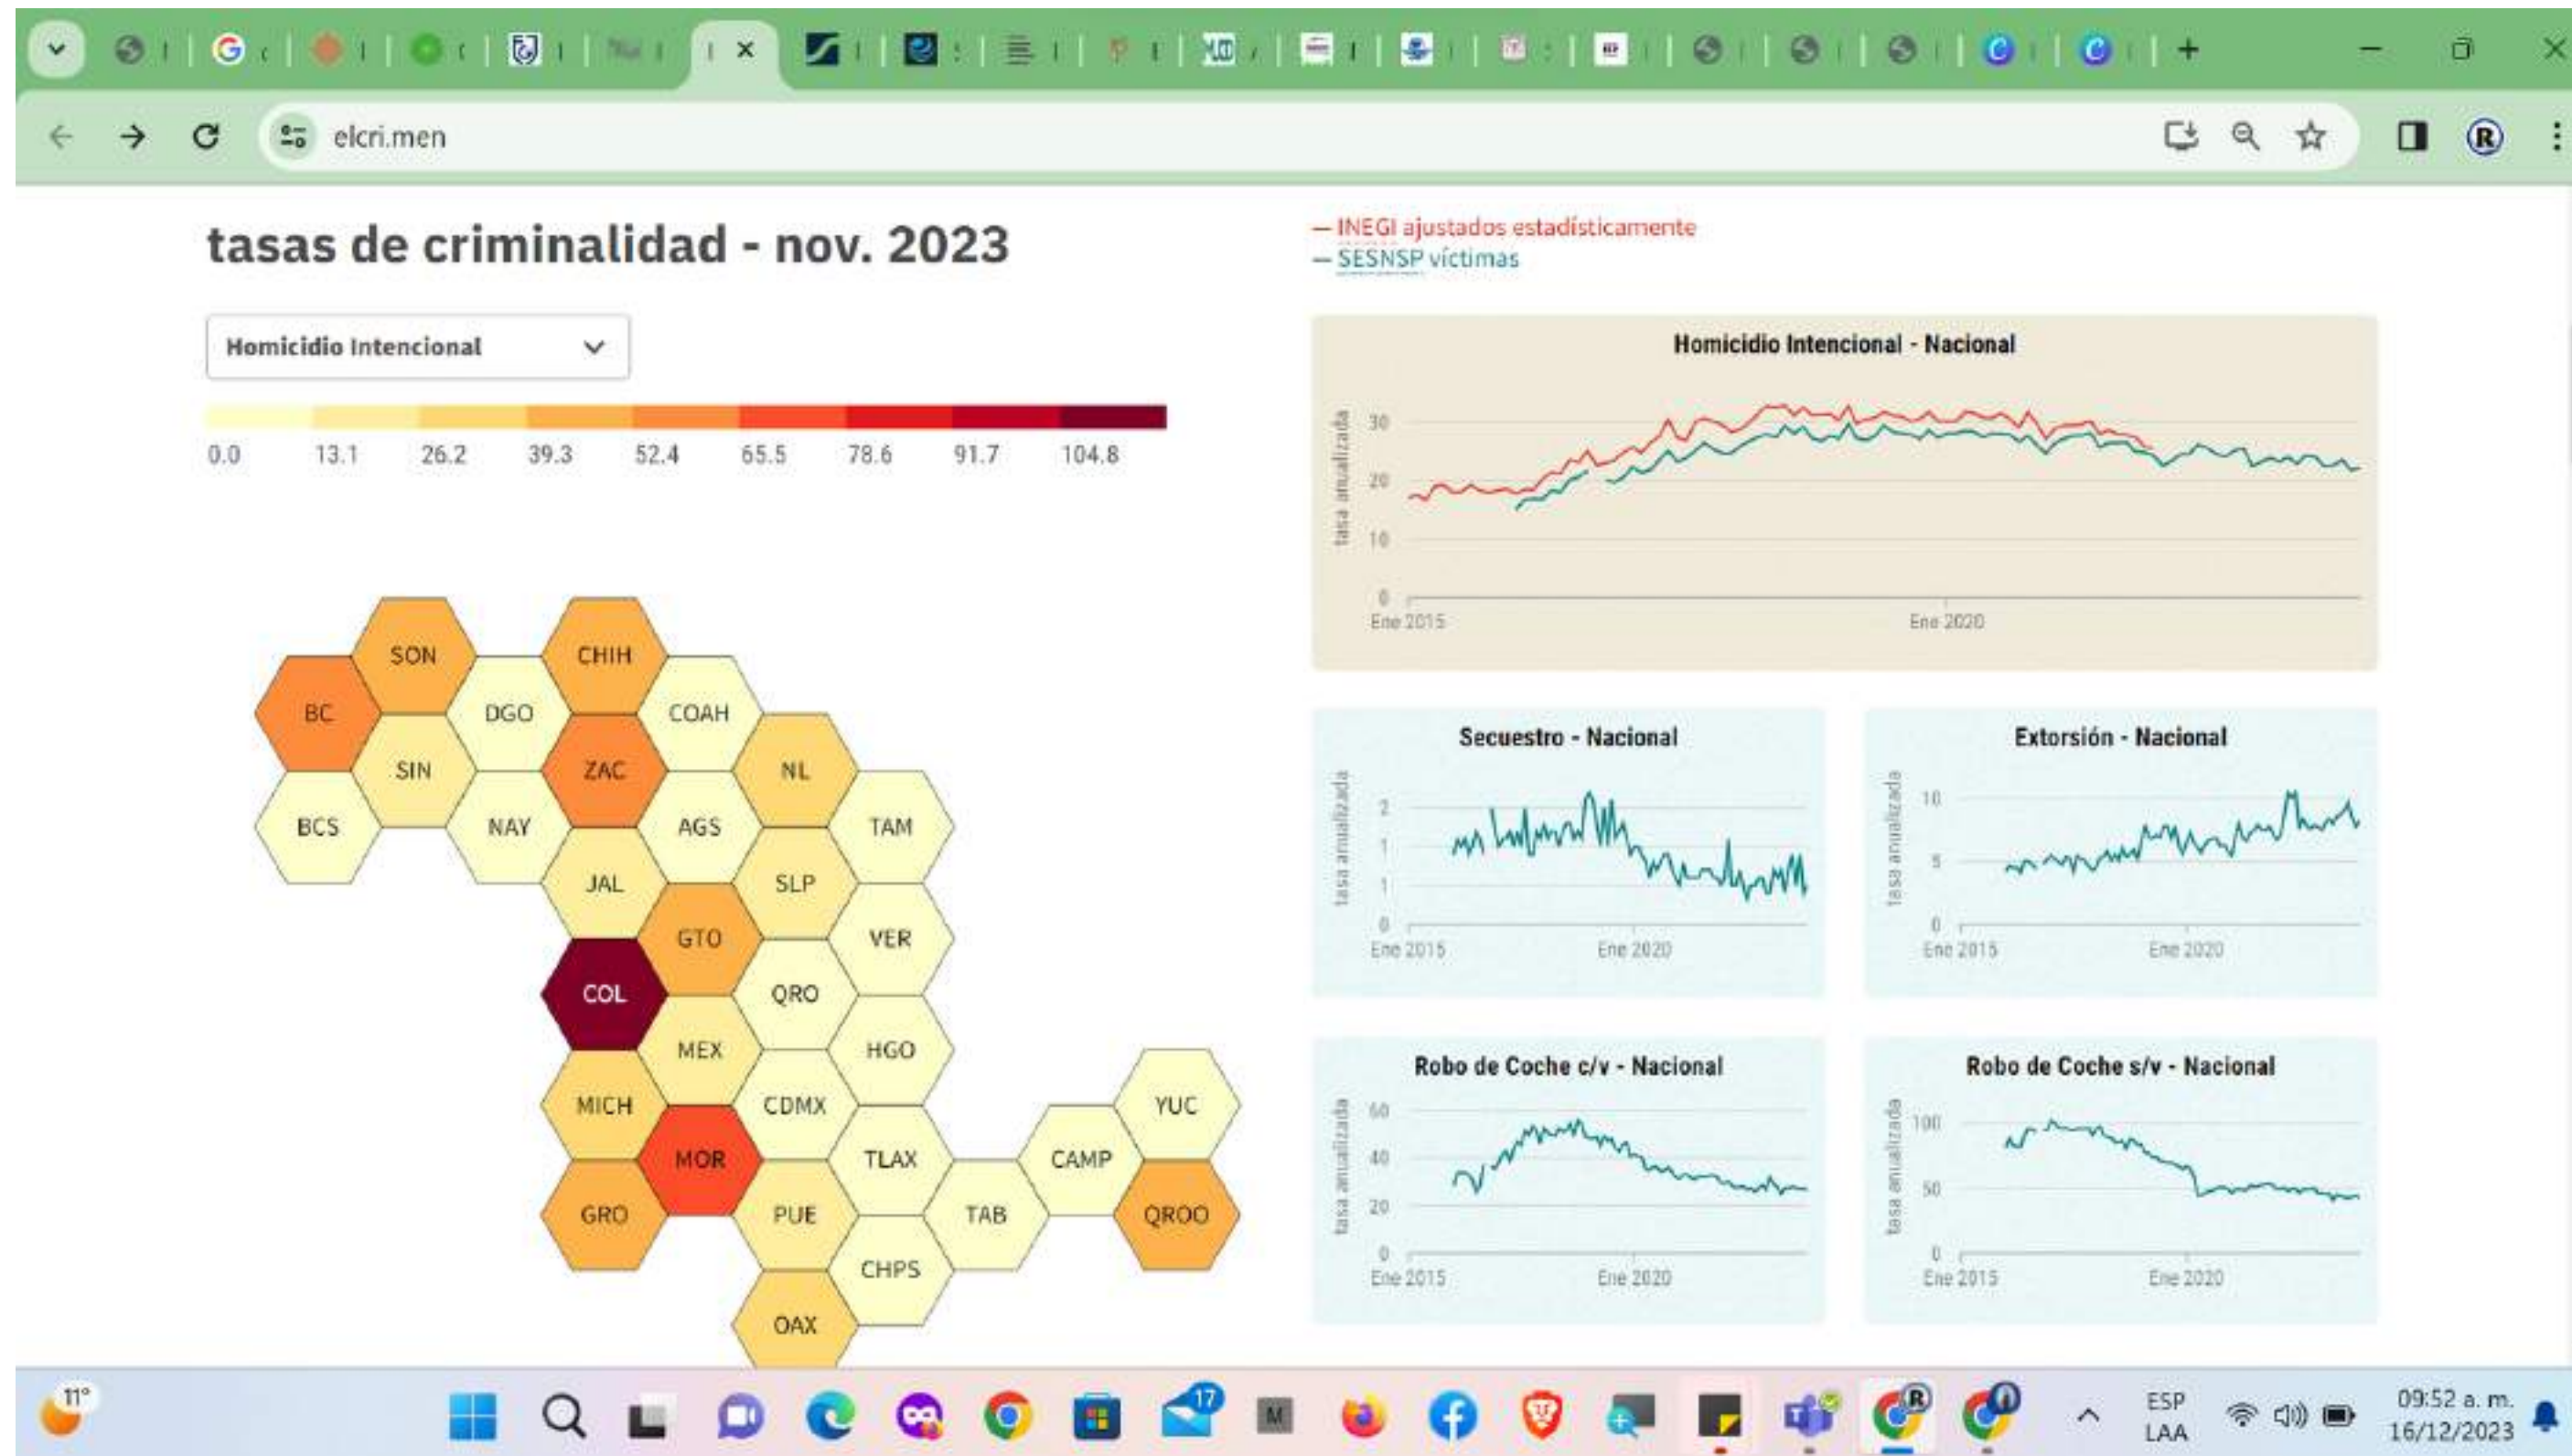 elcri.men
tasas de criminalidad - nov. 2023
Homicidio Intencional
0.0 13.1 26.2 39.3 52.4 65.5 78.6 91.7 104.8
SON CHIH
BC DGO COAH
SIN ZAC NL
BCS NAY AGS TAM
JAL SLP
GTO VER
COL QRO
MEX HGO
MICH CDMX YUC
MOR TLAX CAMP
GRO PUE TAB QROO
CHPS
OAX
— INEGI ajustados estadísticamente
— SESNSP víctimas
Homicidio Intencional - Nacional
tasa anualizada
30
20
10
0
Ene 2015 Ene 2020
Secuestro - Nacional
tasa anualizada
2
1
1
0
Ene 2015 Ene 2020
Extorsión - Nacional
tasa anualizada
10
5
0
Ene 2015 Ene 2020
Robo de Coche c/v - Nacional
tasa anualizada
60
40
20
0
Ene 2015 Ene 2020
Robo de Coche s/v - Nacional
tasa anualizada
100
50
0
Ene 2015 Ene 2020
11°
17
ESP
LAA
09:52 a. m.
16/12/2023